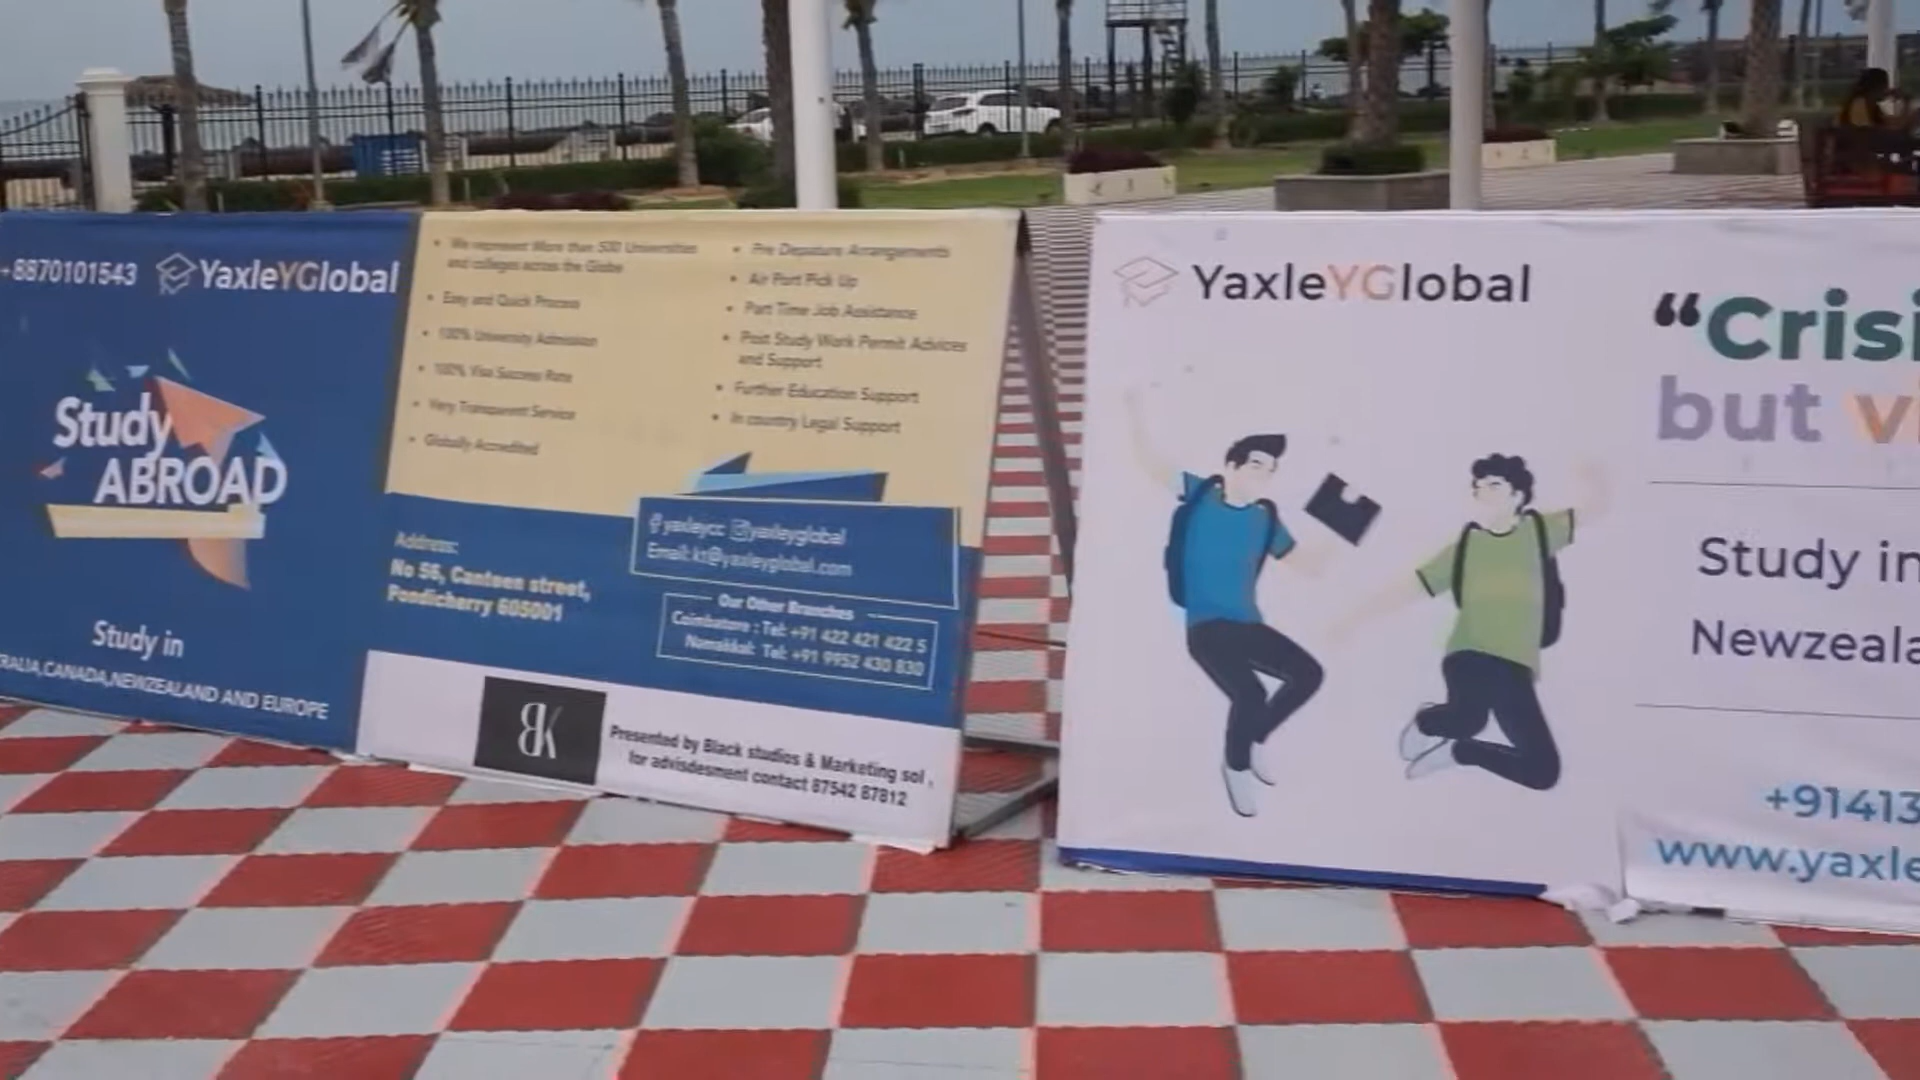 +8870101543 YaxleYGlobal
Study
ABROAD
Study in
RALIA,CANADA,NEWZEALAND AND EUROPE
• We represent More than 500 Universities
and colleges across the Globe
• Easy and Quick Process
• 100% University Admission
• 100% Visa Success Rate
• Very Transparent Service
• Globally Accredited
• Pre Depature Arrangements
• Air Port Pick Up
• Part Time Job Assistance
• Post Study Work Permit Advices
and Support
• Further Education Support
• In country Legal Support
Address:
No 56, Canteen street,
Pondicherry 605001
yaxleycc yaxleyglobal
Email: kt@yaxleyglobal.com
Our Other Branches
Coimbatore : Tel: +91 422 421 422 5
Namakkal: Tel: +91 9952 430 830
BK
Presented by Black studios & Marketing sol .
for advisdesment contact 87542 87812
YaxleYGlobal
“Crisi
but vi
Study in
Newzeala
+91413
www.yaxle